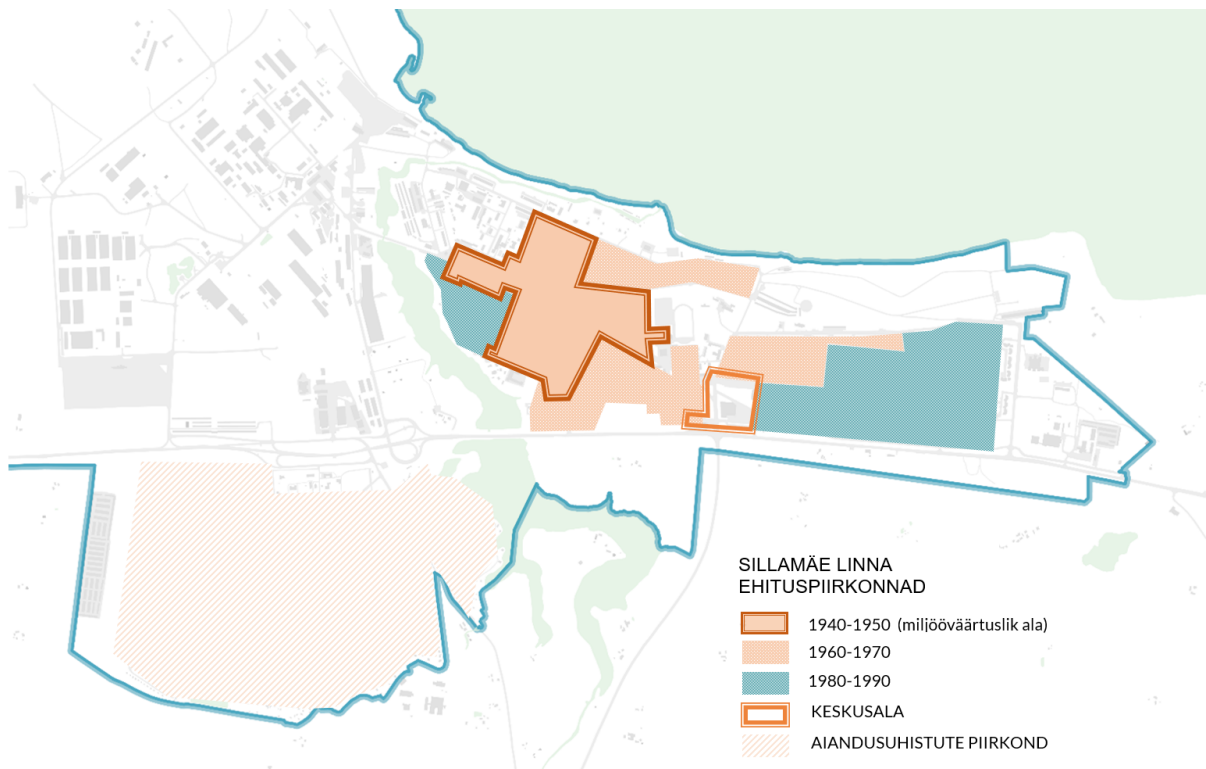 SILLAMÄE LINNA
EHITUSPIIRKONNAD
1940-1950 (miljööväärtuslik ala)
1960-1970
1980-1990
KESKUSALA
AIANDUSUHISTUTE PIIRKOND